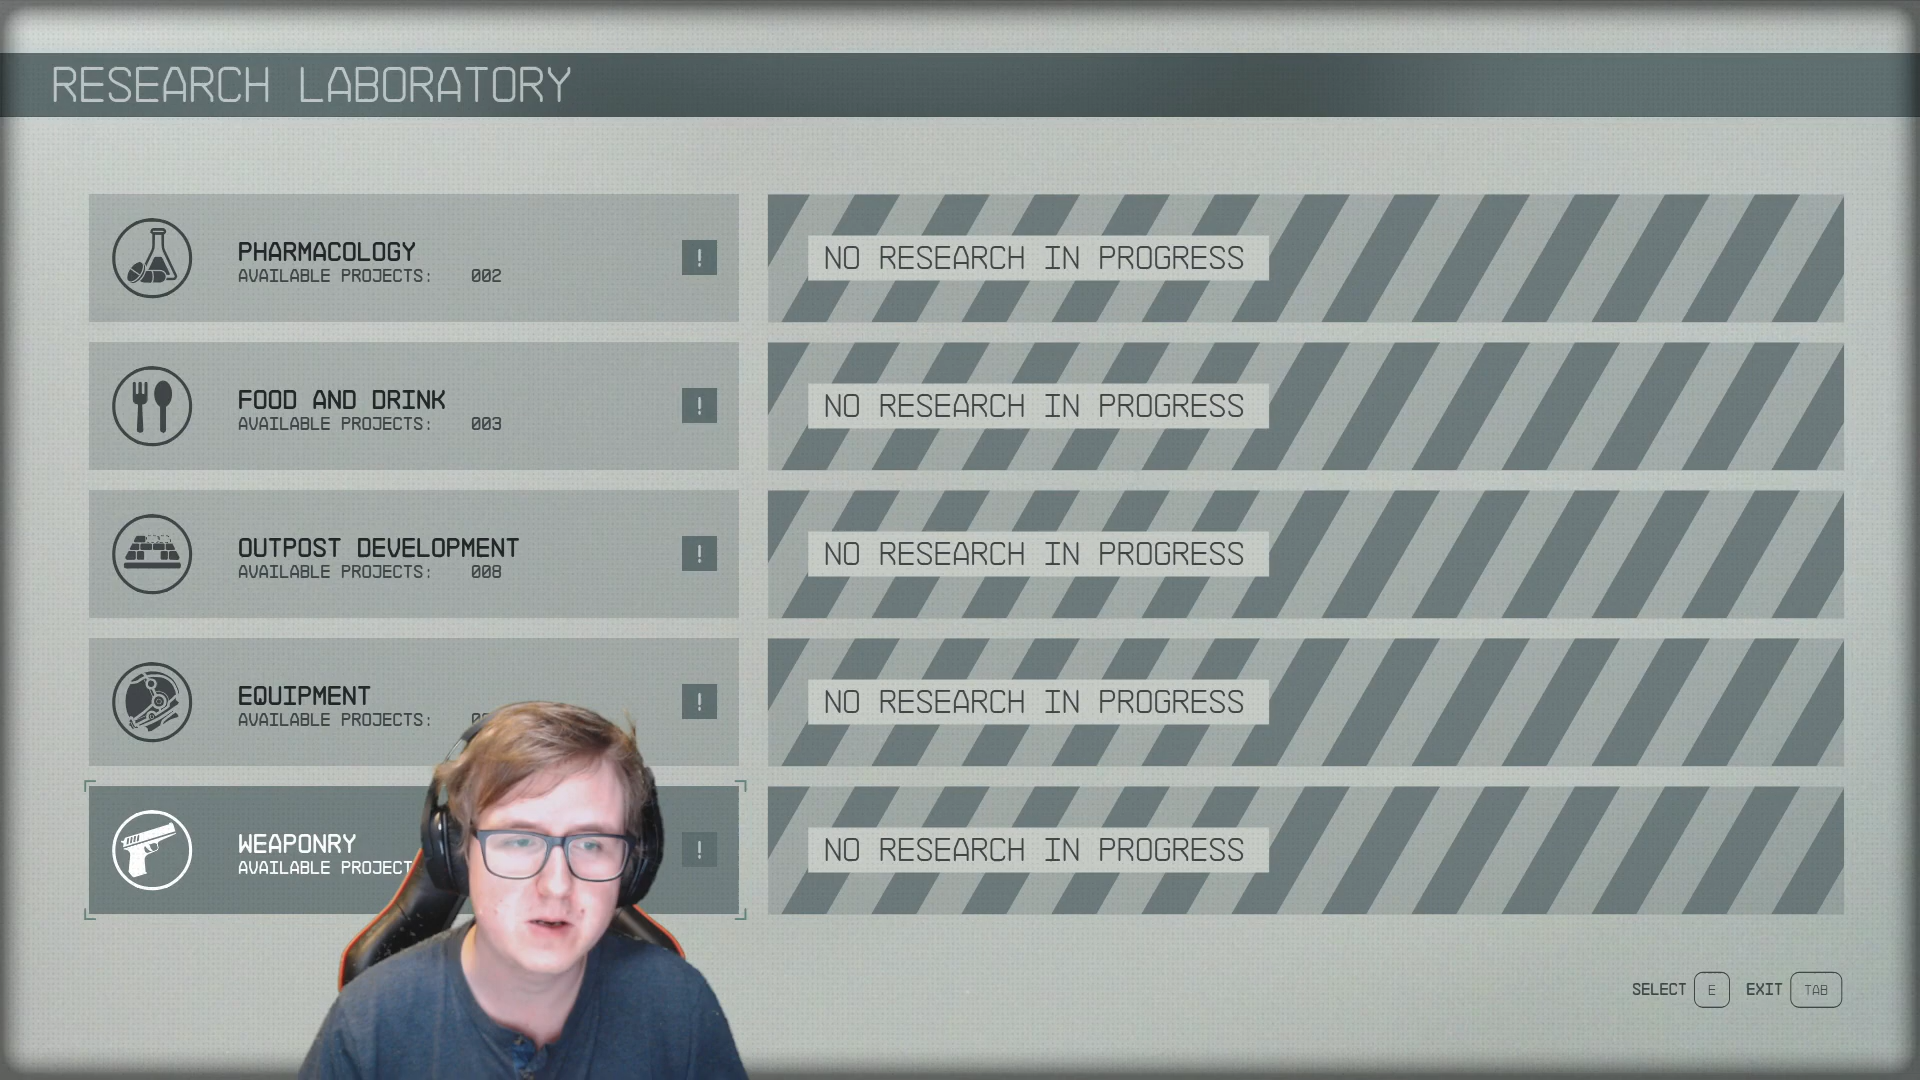 RESEARCH LABORATORY
PHARMACOLOGY
AVAILABLE PROJECTS: 002
!
NO RESEARCH IN PROGRESS
FOOD AND DRINK
AVAILABLE PROJECTS: 003
!
NO RESEARCH IN PROGRESS
OUTPOST DEVELOPMENT
AVAILABLE PROJECTS: 008
!
NO RESEARCH IN PROGRESS
EQUIPMENT
AVAILABLE PROJECTS:
!
NO RESEARCH IN PROGRESS
WEAPONRY
AVAILABLE PROJECT
!
NO RESEARCH IN PROGRESS
SELECT E EXIT TAB